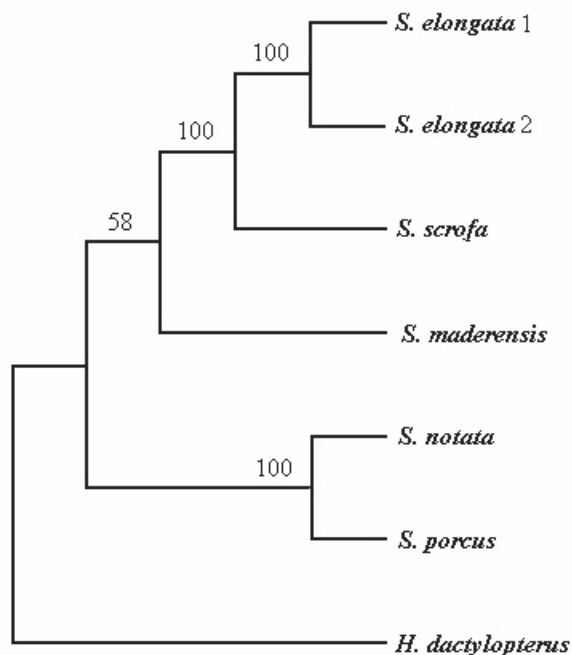 S. elongata 1
100
S. elongata 2
100
58
S. scrofa
S. maderensis
S. notata
100
S. porcus
H. dactylopterus